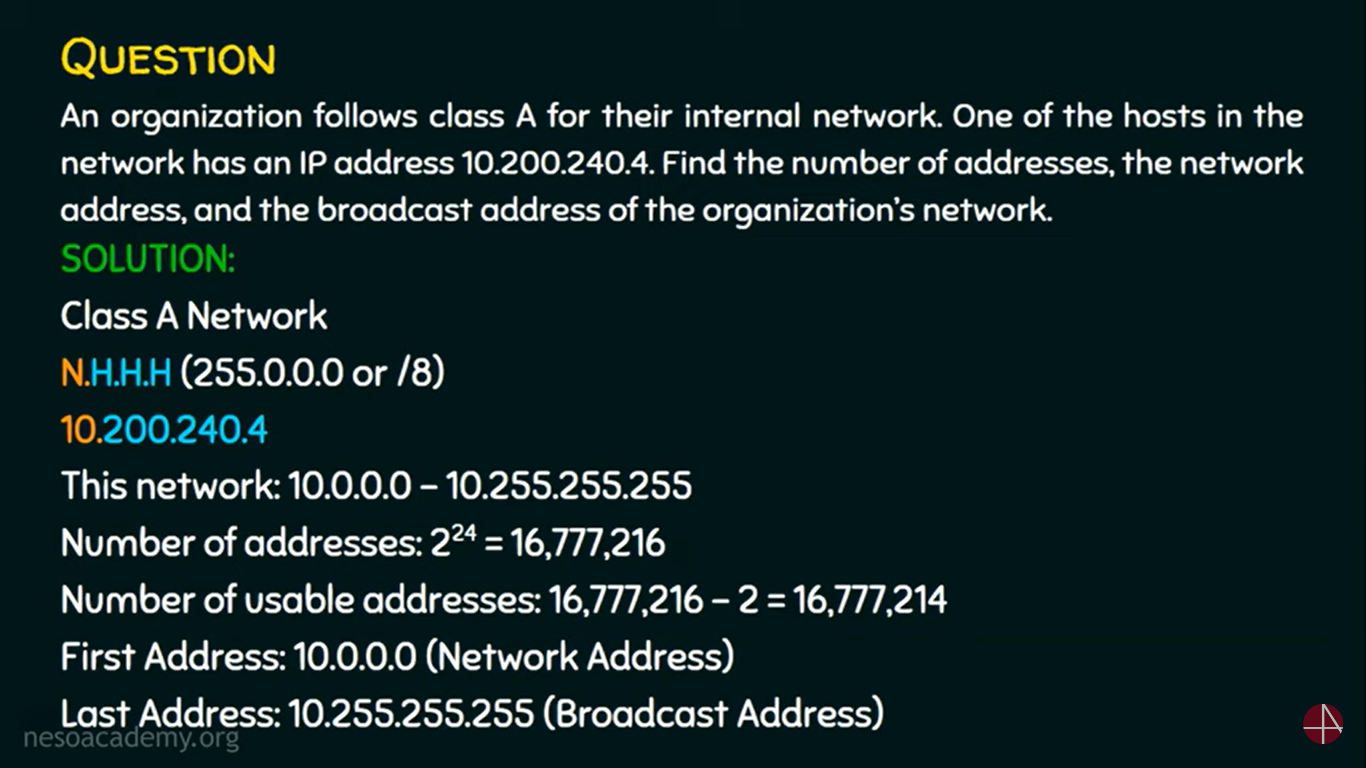 QUESTION
An organization follows class A for their internal network. One of the hosts in the
network has an IP address 10.200.240.4. Find the number of addresses, the network
address, and the broadcast address of the organization's network.
SOLUTION:
Class A Network
N.H.H.H (255.0.0.0 or /8)
10.200.240.4
This network: 10.0.0.0 – 10.255.255.255
Number of addresses: 2²⁴ = 16,777,216
Number of usable addresses: 16,777,216 – 2 = 16,777,214
First Address: 10.0.0.0 (Network Address)
Last Address: 10.255.255.255 (Broadcast Address)
nesoacademy.org